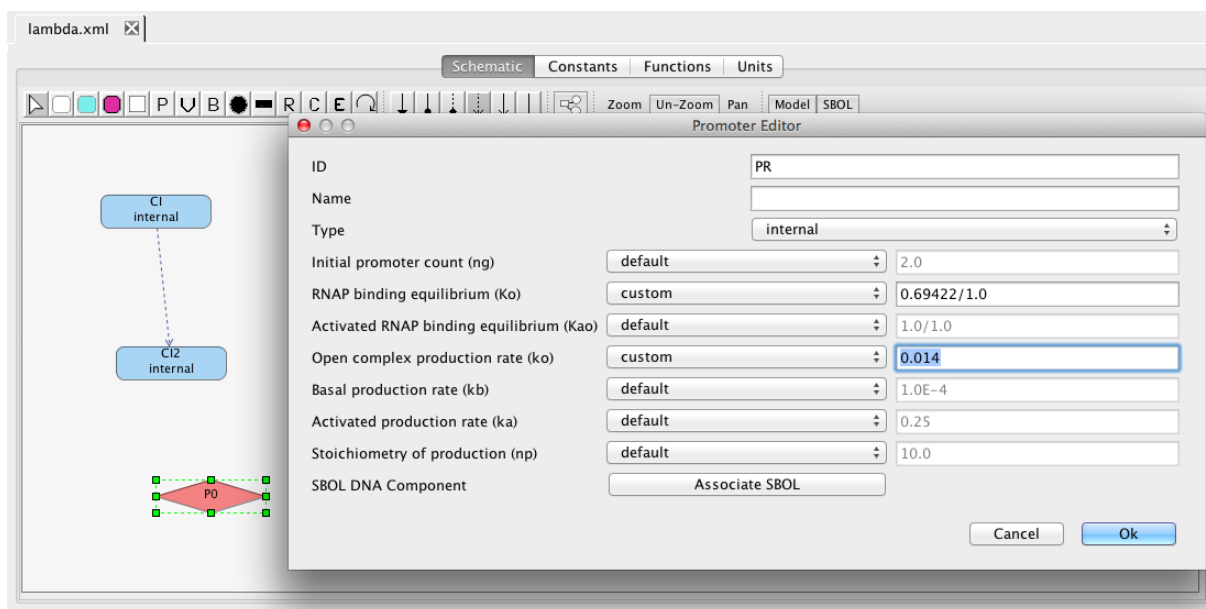 lambda.xml
Schematic Constants Functions Units
P V B R C E Zoom Un-Zoom Pan Model SBOL
Promoter Editor
ID PR
Name
Type internal
Initial promoter count (ng) default 2.0
RNAP binding equilibrium (Ko) custom 0.69422/1.0
Activated RNAP binding equilibrium (Kao) default 1.0/1.0
Open complex production rate (ko) custom 0.014
Basal production rate (kb) default 1.0E-4
Activated production rate (ka) default 0.25
Stoichiometry of production (np) default 10.0
SBOL DNA Component Associate SBOL
Cancel Ok
CI
internal
CI2
internal
P0